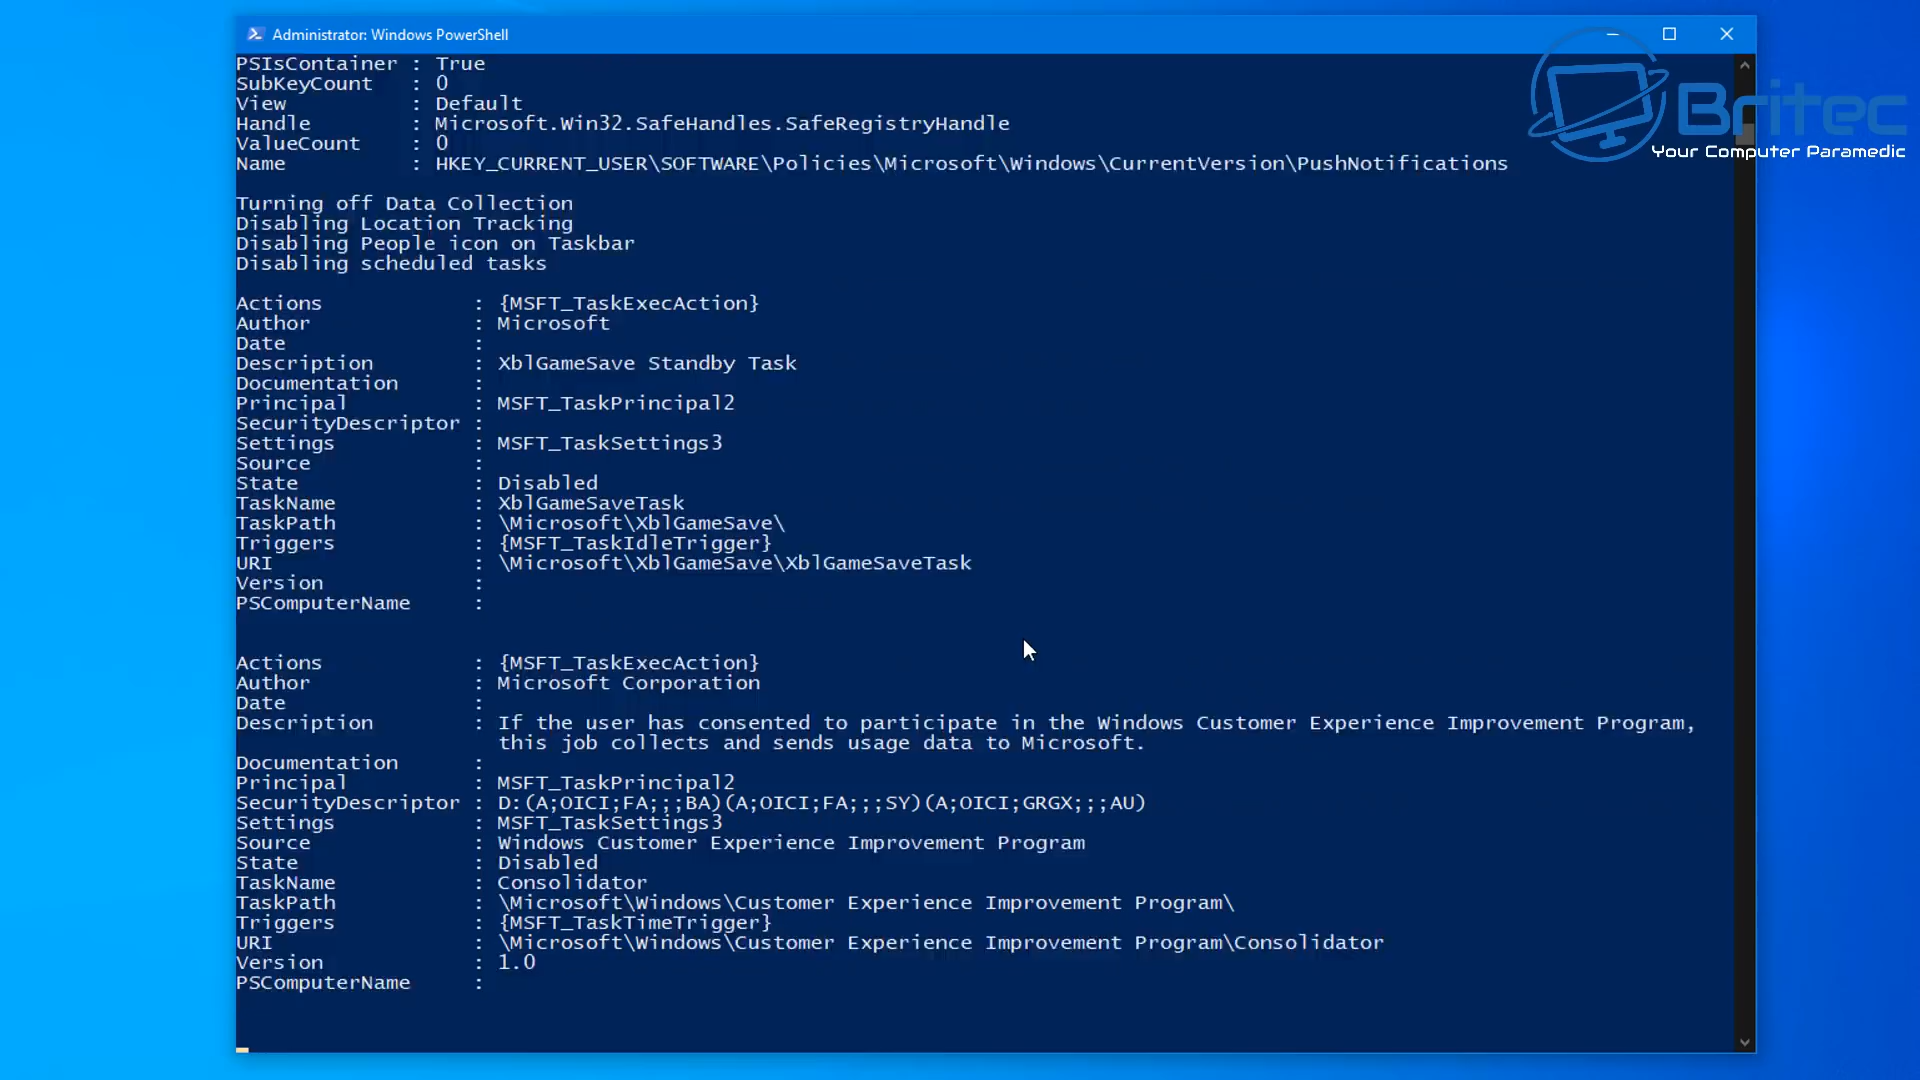 Administrator: Windows PowerShell
PSIsContainer : True
SubKeyCount : 0
View : Default
Handle : Microsoft.Win32.SafeHandles.SafeRegistryHandle
ValueCount : 0
Name : HKEY_CURRENT_USER\SOFTWARE\Policies\Microsoft\Windows\CurrentVersion\PushNotifications
Britec
Your Computer Paramedic
Turning off Data Collection
Disabling Location Tracking
Disabling People icon on Taskbar
Disabling scheduled tasks
Actions : {MSFT_TaskExecAction}
Author : Microsoft
Date :
Description : XblGameSave Standby Task
Documentation :
Principal : MSFT_TaskPrincipal2
SecurityDescriptor :
Settings : MSFT_TaskSettings3
Source :
State : Disabled
TaskName : XblGameSaveTask
TaskPath : \Microsoft\XblGameSave\
Triggers : {MSFT_TaskIdleTrigger}
URI : \Microsoft\XblGameSave\XblGameSaveTask
Version :
PSComputerName :
Actions : {MSFT_TaskExecAction}
Author : Microsoft Corporation
Date :
Description : If the user has consented to participate in the Windows Customer Experience Improvement Program,
this job collects and sends usage data to Microsoft.
Documentation :
Principal : MSFT_TaskPrincipal2
SecurityDescriptor : D:(A;OICI;FA;;;BA)(A;OICI;FA;;;SY)(A;OICI;GRGX;;;AU)
Settings : MSFT_TaskSettings3
Source : Windows Customer Experience Improvement Program
State : Disabled
TaskName : Consolidator
TaskPath : \Microsoft\Windows\Customer Experience Improvement Program\
Triggers : {MSFT_TaskTimeTrigger}
URI : \Microsoft\Windows\Customer Experience Improvement Program\Consolidator
Version : 1.0
PSComputerName :